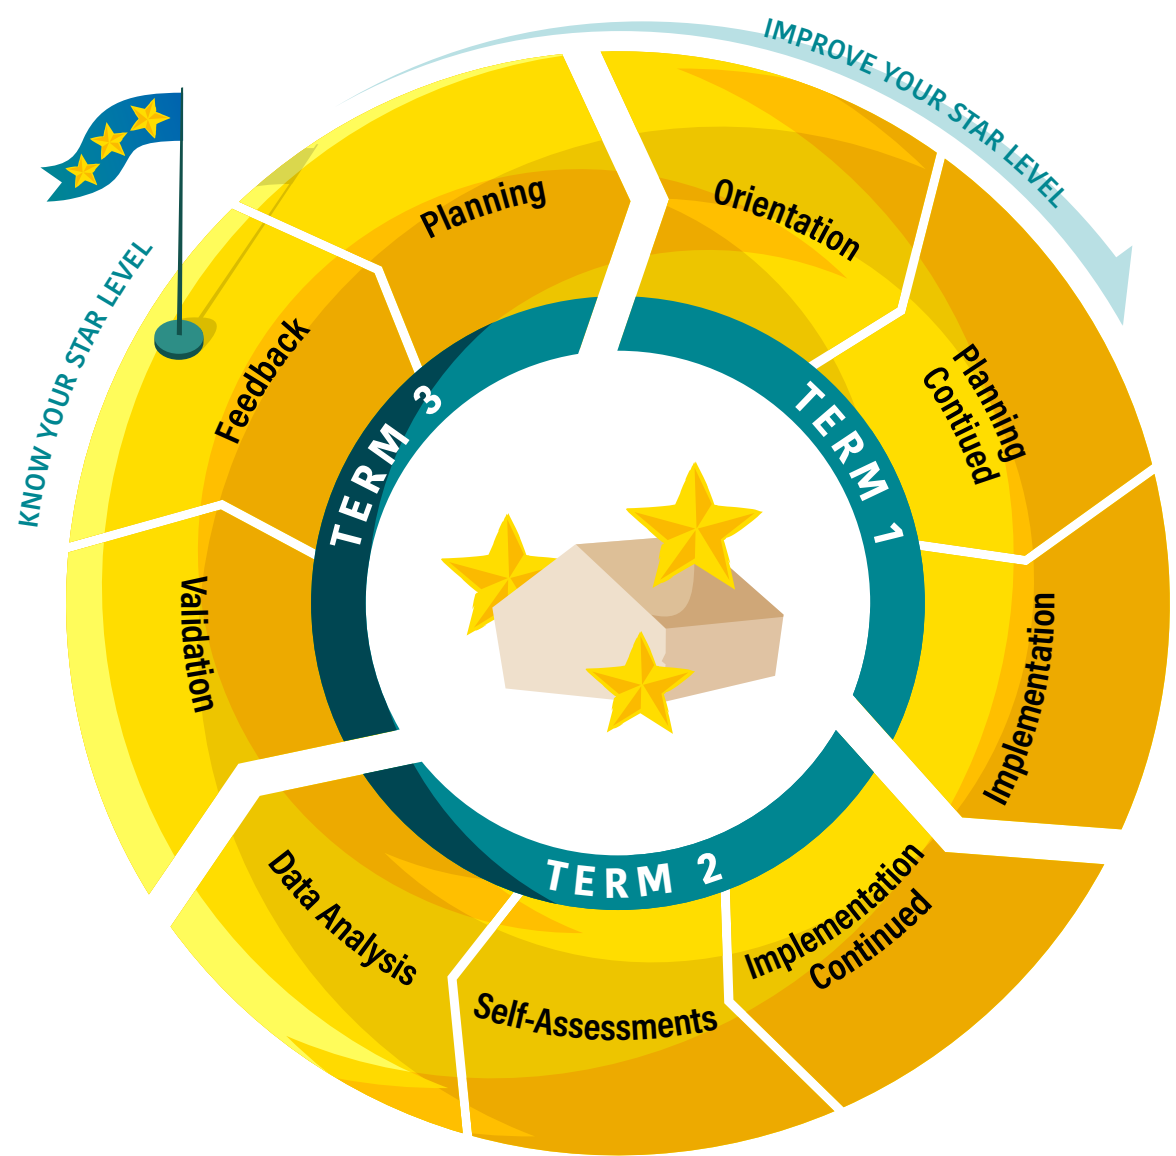 IMPROVE YOUR STAR LEVEL
KNOW YOUR STAR LEVEL
TERM 1
Orientation
Planning
Contiued
Implementation
TERM 2
Implementation
Continued
Self-Assessments
Data Analysis
TERM 3
Validation
Feedback
Planning